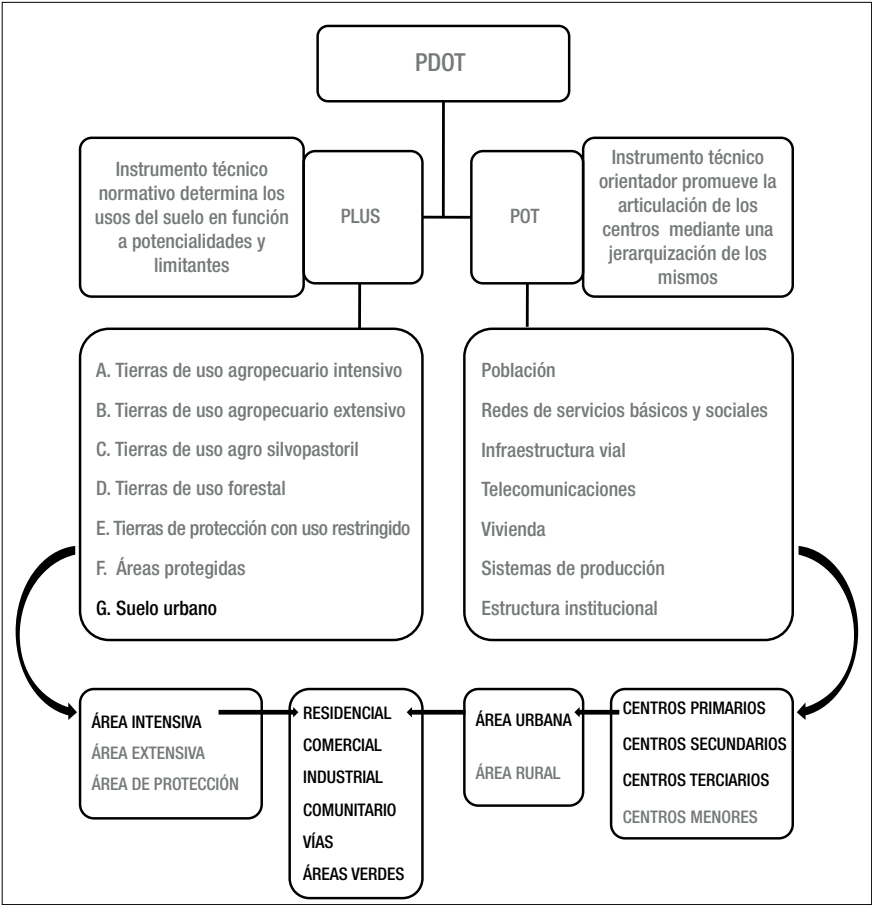 PDOT
Instrumento técnico
normativo determina los
usos del suelo en función
a potencialidades y
limitantes
PLUS
POT
Instrumento técnico
orientador promueve la
articulación de los
centros mediante una
jerarquización de los
mismos
A. Tierras de uso agropecuario intensivo
B. Tierras de uso agropecuario extensivo
C. Tierras de uso agro silvopastoril
D. Tierras de uso forestal
E. Tierras de protección con uso restringido
F. Áreas protegidas
G. Suelo urbano
Población
Redes de servicios básicos y sociales
Infraestructura vial
Telecomunicaciones
Vivienda
Sistemas de producción
Estructura institucional
ÁREA INTENSIVA
ÁREA EXTENSIVA
ÁREA DE PROTECCIÓN
RESIDENCIAL
COMERCIAL
INDUSTRIAL
COMUNITARIO
VÍAS
ÁREAS VERDES
ÁREA URBANA
ÁREA RURAL
CENTROS PRIMARIOS
CENTROS SECUNDARIOS
CENTROS TERCIARIOS
CENTROS MENORES